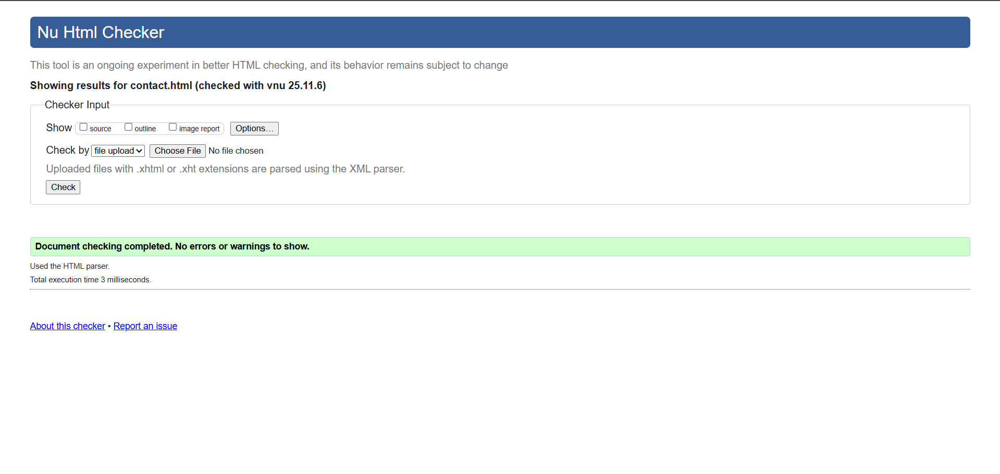 Nu Html Checker
This tool is an ongoing experiment in better HTML checking, and its behavior remains subject to change
Showing results for contact.html (checked with vnu 25.11.6)
Checker Input
Show source outline image report Options...
Check by file upload Choose File No file chosen
Uploaded files with .xhtml or .xht extensions are parsed using the XML parser.
Check
Document checking completed. No errors or warnings to show.
Used the HTML parser.
Total execution time 3 milliseconds.
About this checker • Report an issue